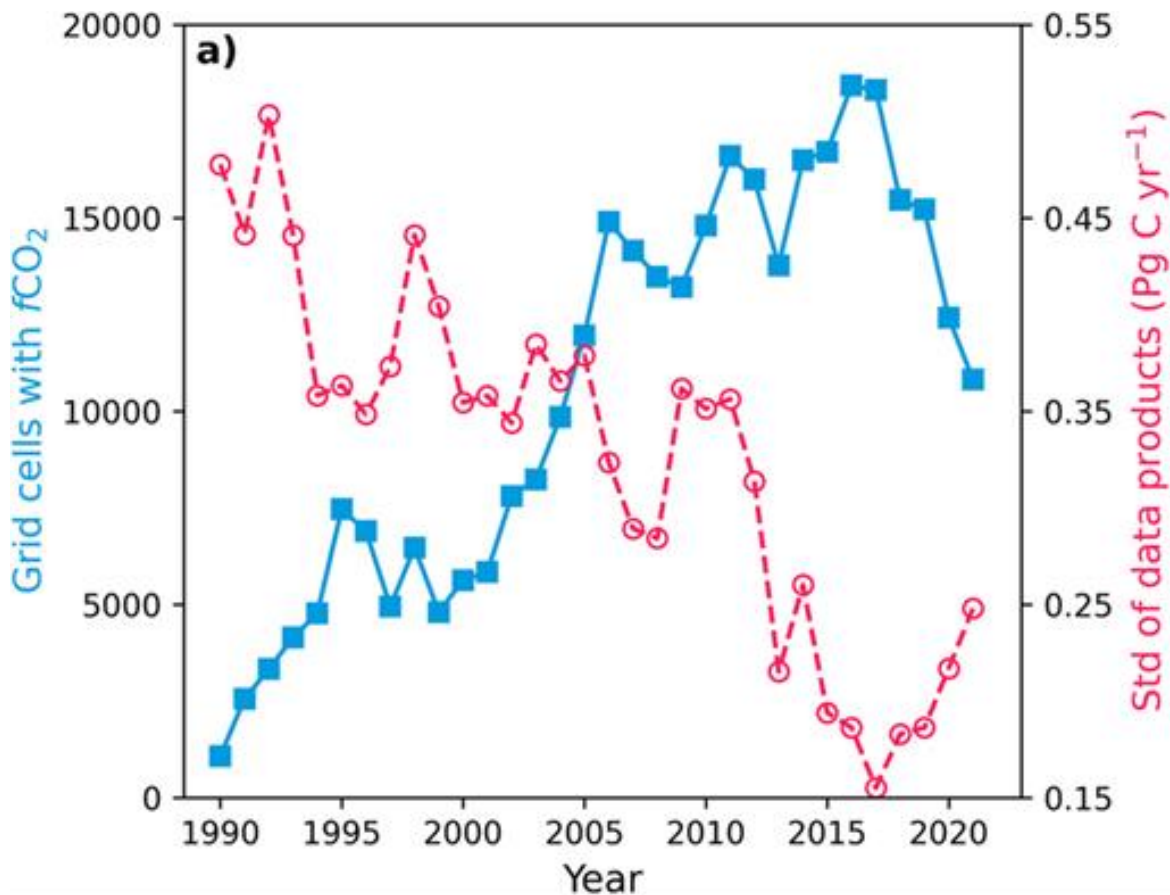 a)
20000
15000
10000
5000
0
Grid cells with fCO₂
0.55
0.45
0.35
0.25
0.15
Std of data products (Pg C yr⁻¹)
1990 1995 2000 2005 2010 2015 2020
Year